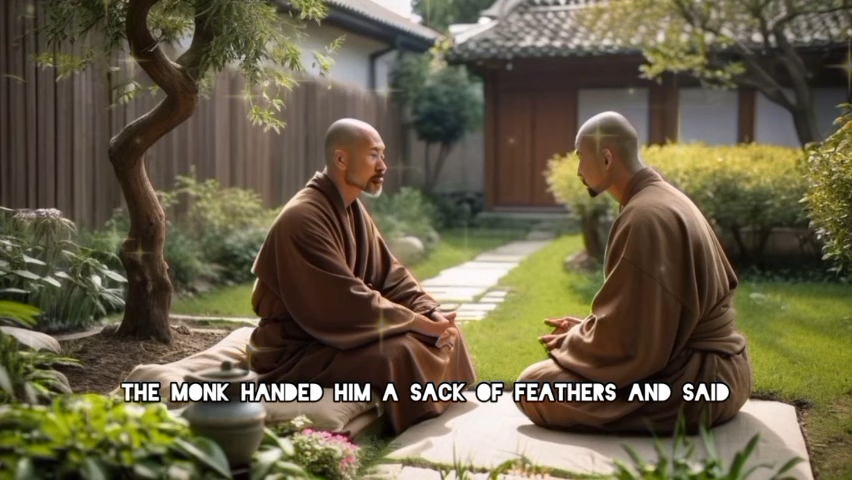 THE MONK HANDED HIM A SACK OF FEATHERS AND SAID